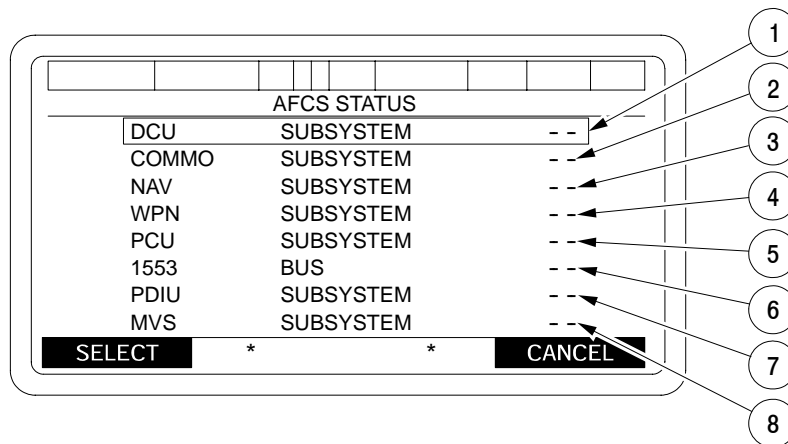 AFCS STATUS
DCU SUBSYSTEM - -
COMMO SUBSYSTEM - -
NAV SUBSYSTEM - -
WPN SUBSYSTEM - -
PCU SUBSYSTEM - -
1553 BUS - -
PDIU SUBSYSTEM - -
MVS SUBSYSTEM - -
SELECT * * CANCEL
1
2
3
4
5
6
7
8